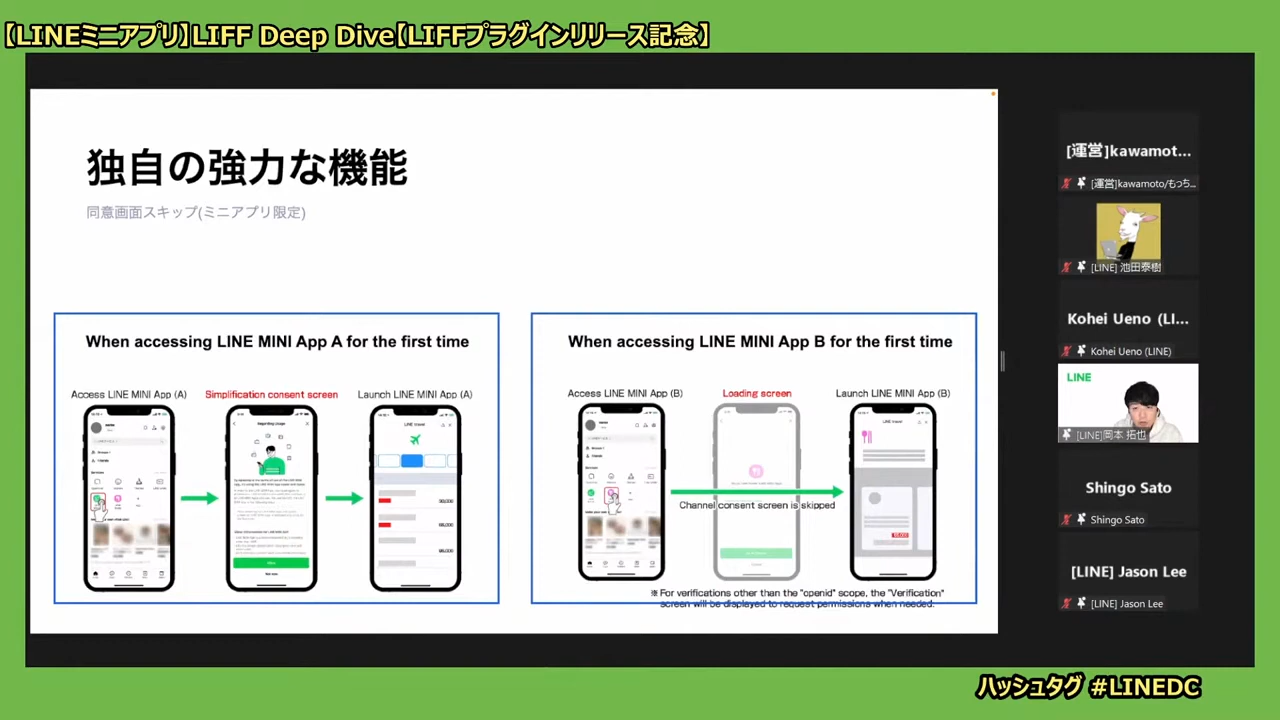 【LINEミニアプリ】LIFF Deep Dive【LIFFプラグインリリース記念】
独自の強力な機能
同意画面スキップ(ミニアプリ限定)
When accessing LINE MINI App A for the first time
Access LINE MINI App (A)
Simplification consent screen
Launch LINE MINI App (A)
When accessing LINE MINI App B for the first time
Access LINE MINI App (B)
Loading screen
Launch LINE MINI App (B)
Channel consent screen is skipped
※ For verifications other than the "openid" scope, the "Verification"
screen will be displayed to request permissions when needed.
[運営]kawamot...
[運営]kawamoto/もっち...
[LINE] 池田泰樹
Kohei Ueno (LI...
Kohei Ueno (LINE)
LINE
[LINE]岡本 拓也
Shingo Sato
Shingo Sato
[LINE] Jason Lee
[LINE] Jason Lee
ハッシュタグ #LINEDC